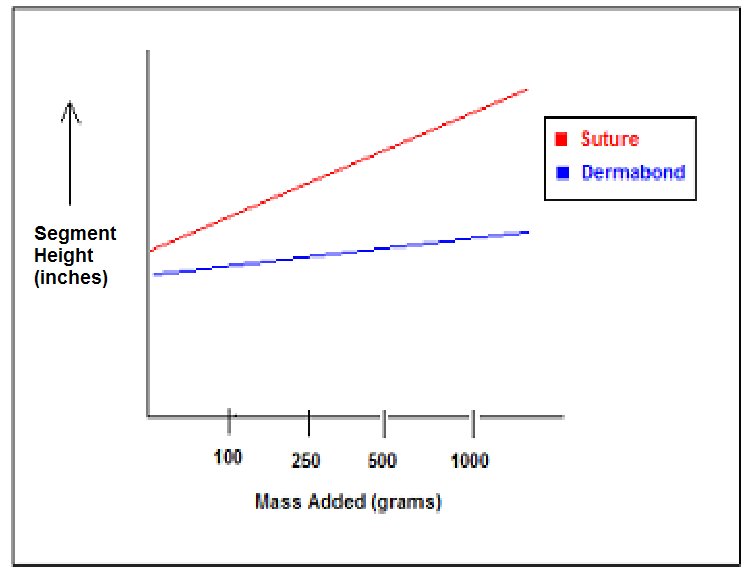 Suture
Dermabond
Segment
Height
(inches)
100 250 500 1000
Mass Added (grams)